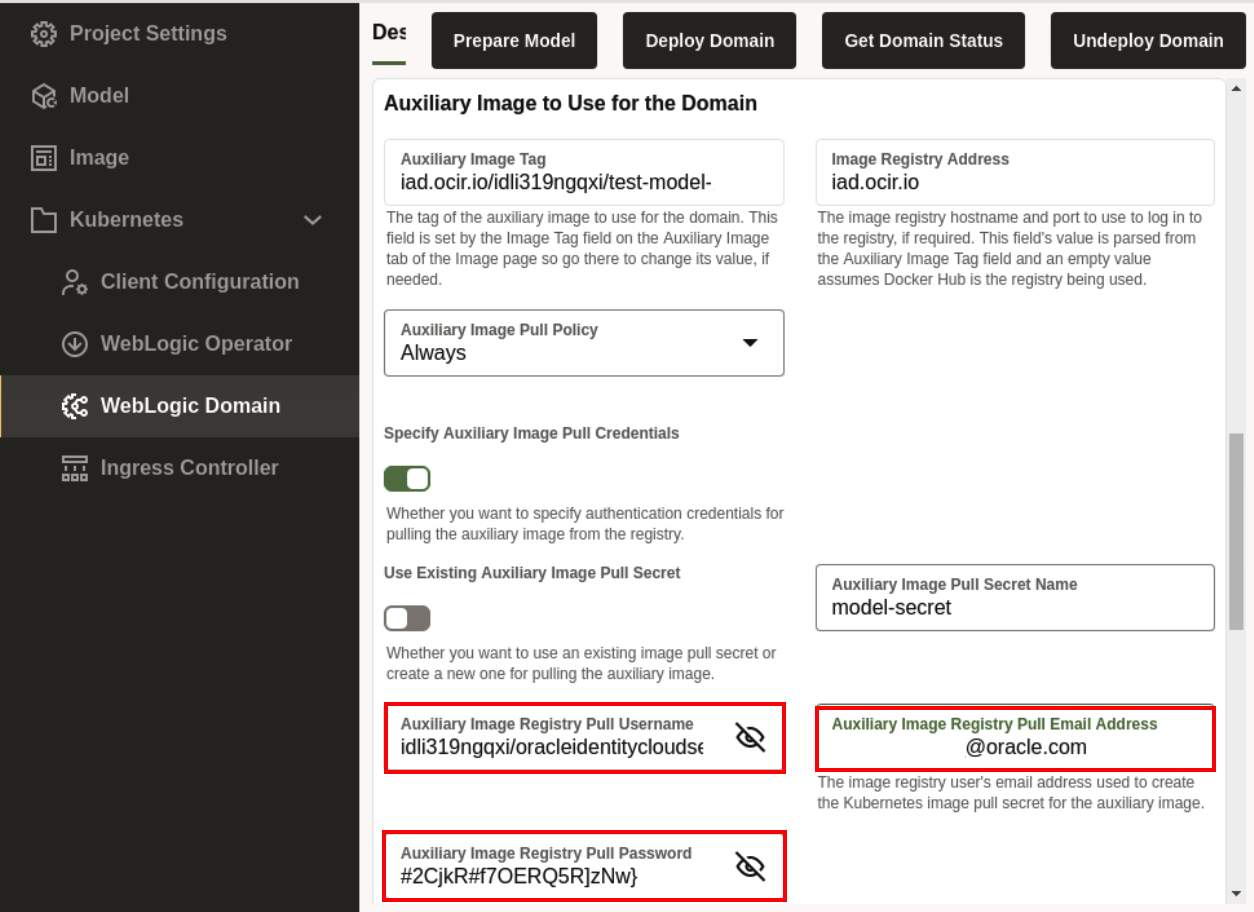 Project Settings
Model
Image
Kubernetes
Client Configuration
WebLogic Operator
WebLogic Domain
Ingress Controller
Des
Prepare Model
Deploy Domain
Get Domain Status
Undeploy Domain
Auxiliary Image to Use for the Domain
Auxiliary Image Tag
iad.ocir.io/idli319ngqxi/test-model-
The tag of the auxiliary image to use for the domain. This
field is set by the Image Tag field on the Auxiliary Image
tab of the Image page so go there to change its value, if
needed.
Image Registry Address
iad.ocir.io
The image registry hostname and port to use to log in to
the registry, if required. This field's value is parsed from
the Auxiliary Image Tag field and an empty value
assumes Docker Hub is the registry being used.
Auxiliary Image Pull Policy
Always
Specify Auxiliary Image Pull Credentials
Whether you want to specify authentication credentials for
pulling the auxiliary image from the registry.
Use Existing Auxiliary Image Pull Secret
Whether you want to use an existing image pull secret or
create a new one for pulling the auxiliary image.
Auxiliary Image Pull Secret Name
model-secret
Auxiliary Image Registry Pull Username
idli319ngqxi/oracleidentitycloudse
Auxiliary Image Registry Pull Email Address
@oracle.com
The image registry user's email address used to create
the Kubernetes image pull secret for the auxiliary image.
Auxiliary Image Registry Pull Password
#2CjkR#f7OERQ5R]zNw}